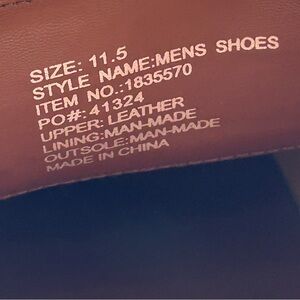 SIZE: 11.5
STYLE NAME:MENS SHOES
ITEM NO.:1835570
PO#:41324
UPPER: LEATHER
LINING:MAN-MADE
OUTSOLE:MAN-MADE
MADE IN CHINA